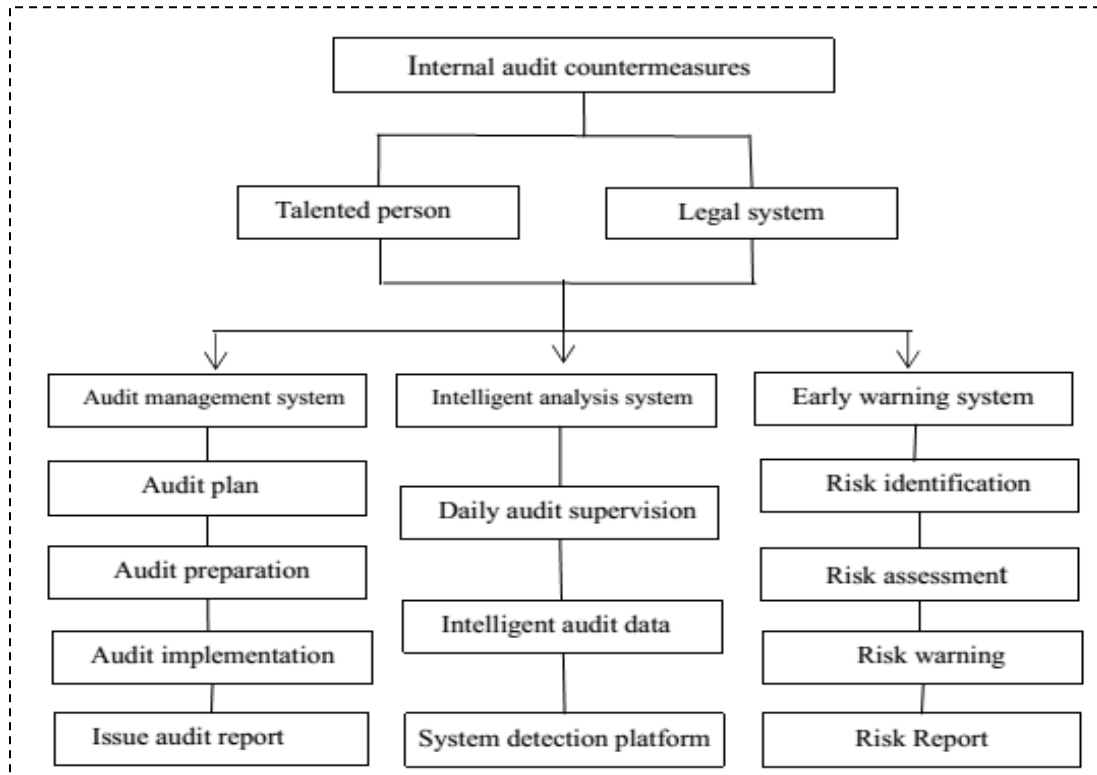 Internal audit countermeasures
Talented person
Legal system
Audit management system
Intelligent analysis system
Early warning system
Audit plan
Daily audit supervision
Risk identification
Audit preparation
Intelligent audit data
Risk assessment
Audit implementation
System detection platform
Risk warning
Issue audit report
Risk Report